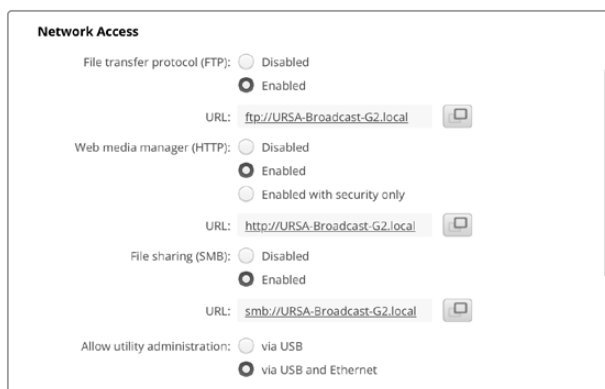 Network Access
File transfer protocol (FTP): Disabled
Enabled
URL: ftp://URSA-Broadcast-G2.local
Web media manager (HTTP): Disabled
Enabled
Enabled with security only
URL: http://URSA-Broadcast-G2.local
File sharing (SMB): Disabled
Enabled
URL: smb://URSA-Broadcast-G2.local
Allow utility administration: via USB
via USB and Ethernet